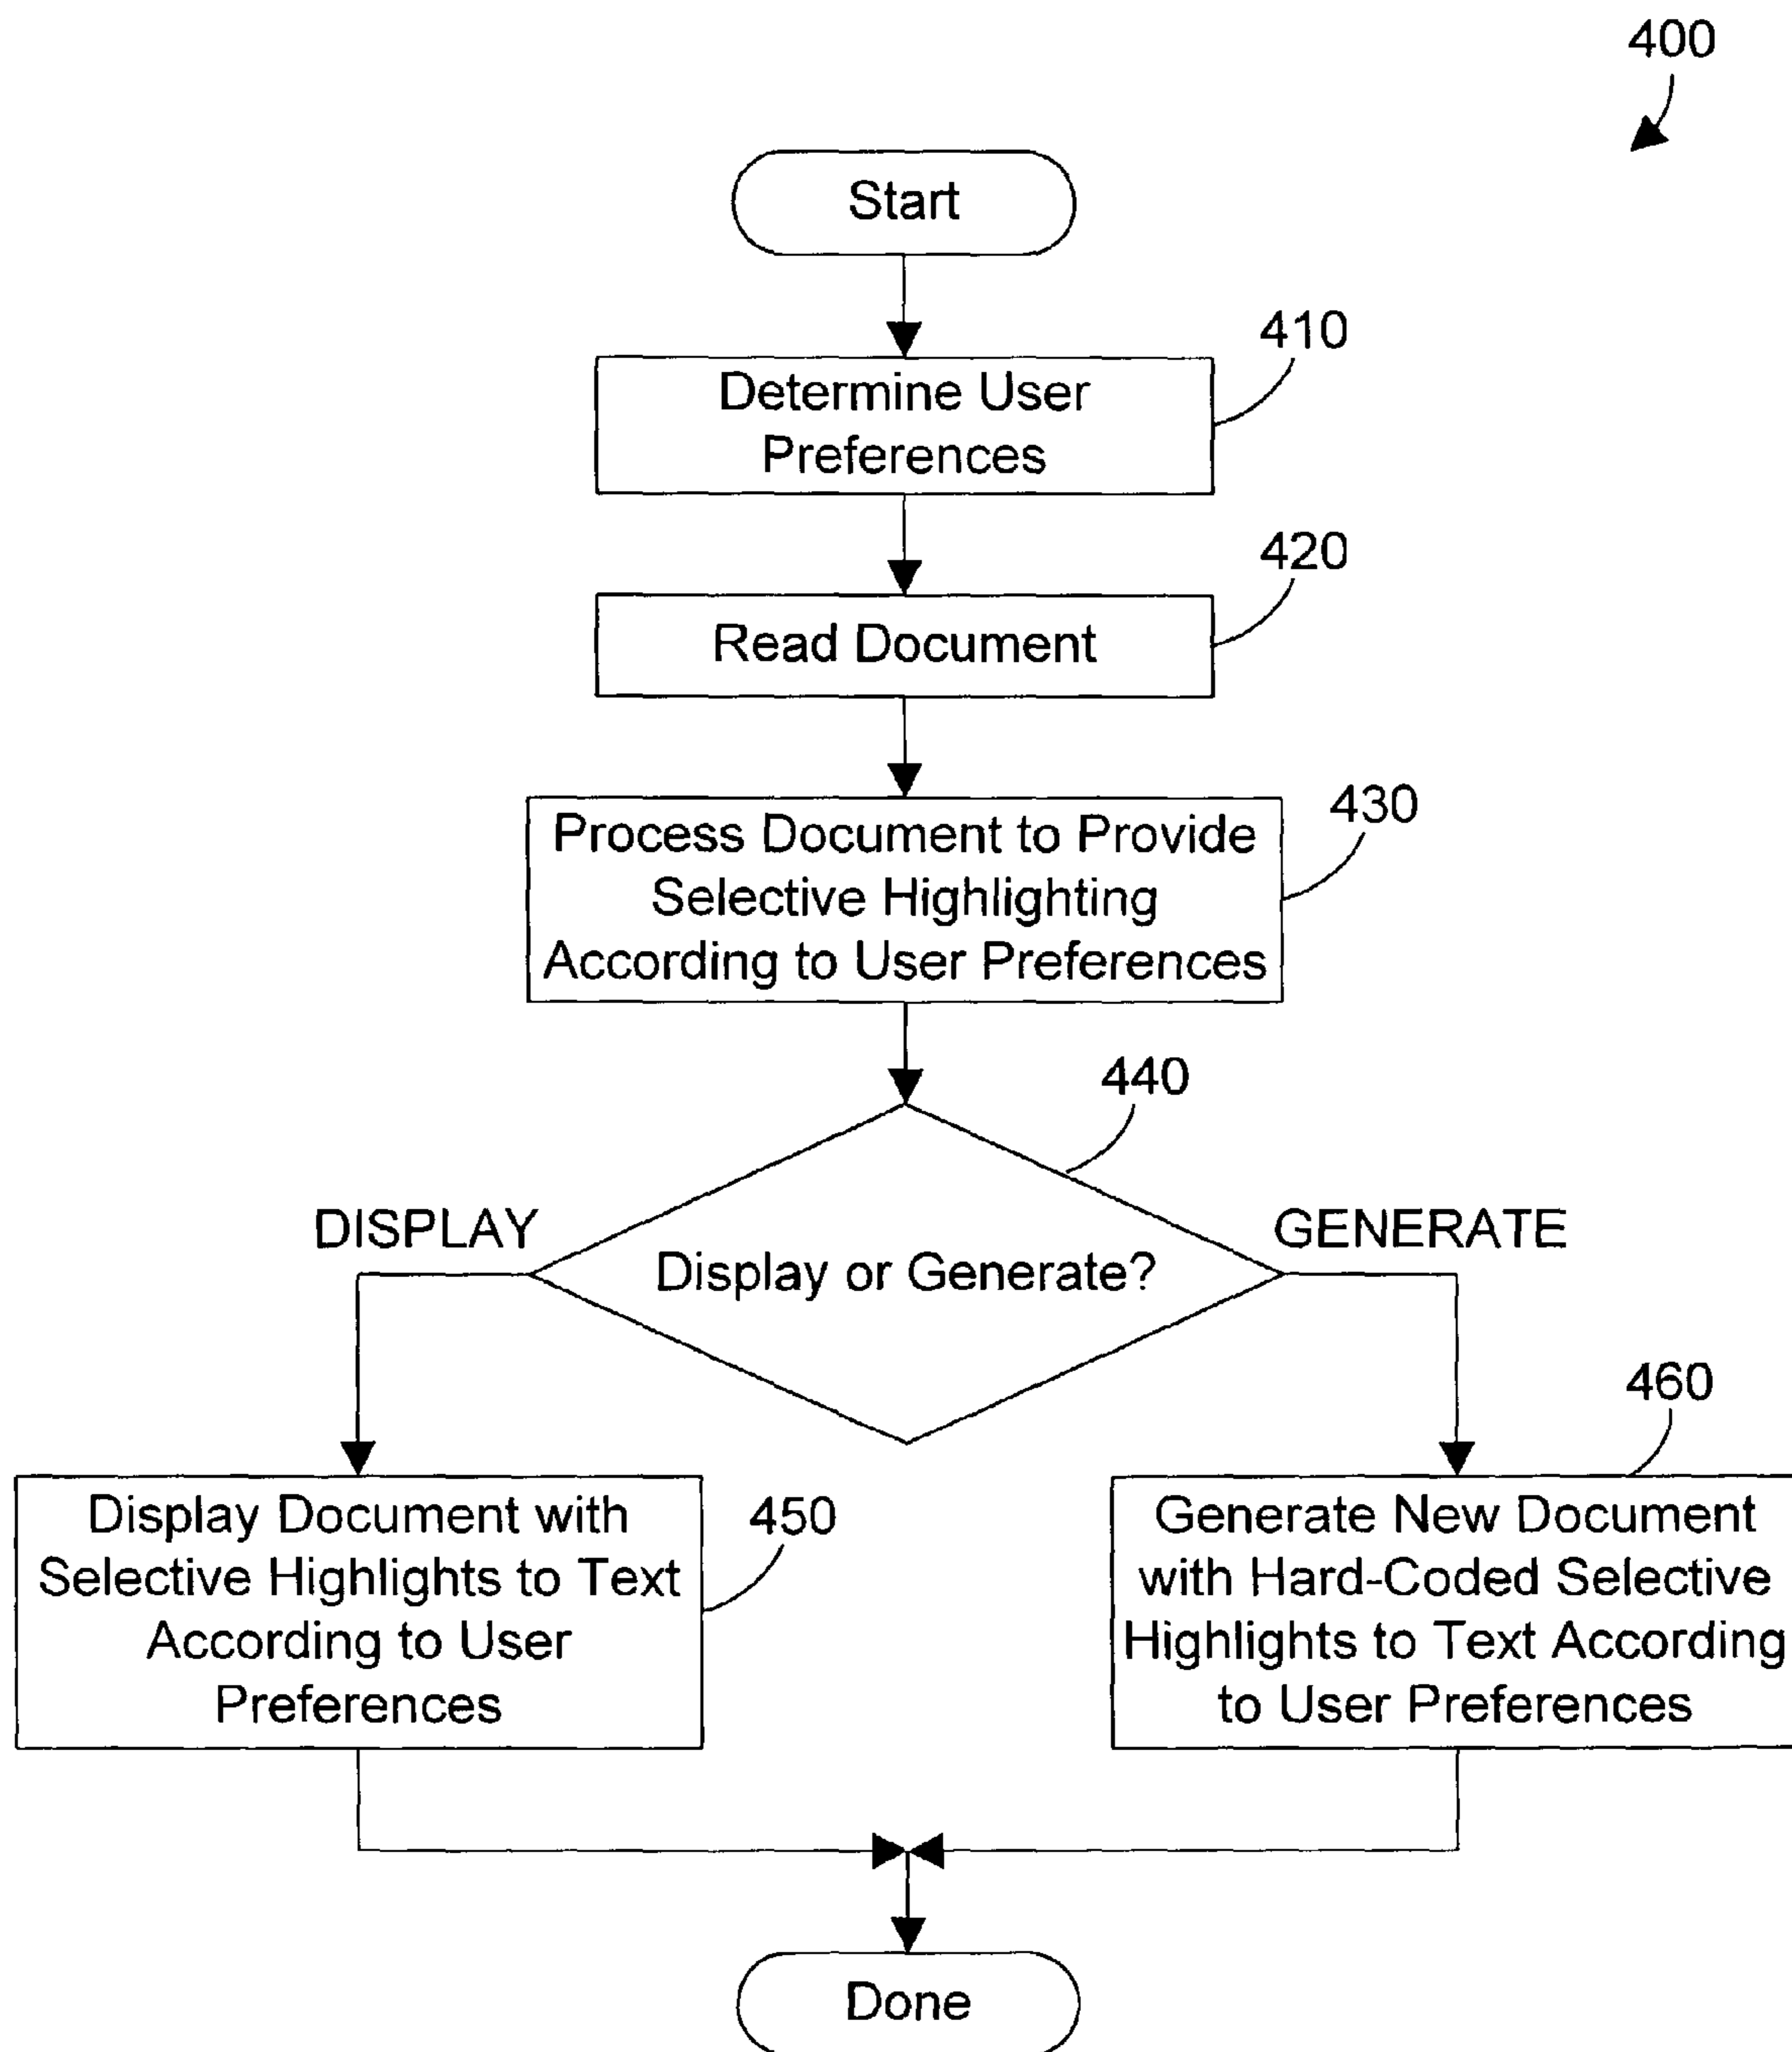 400
Start
410
Determine User
Preferences
420
Read Document
430
Process Document to Provide
Selective Highlighting
According to User Preferences
440
DISPLAY
GENERATE
Display or Generate?
460
Display Document with
Selective Highlights to Text
According to User
Preferences
450
Generate New Document
with Hard-Coded Selective
Highlights to Text According
to User Preferences
Done